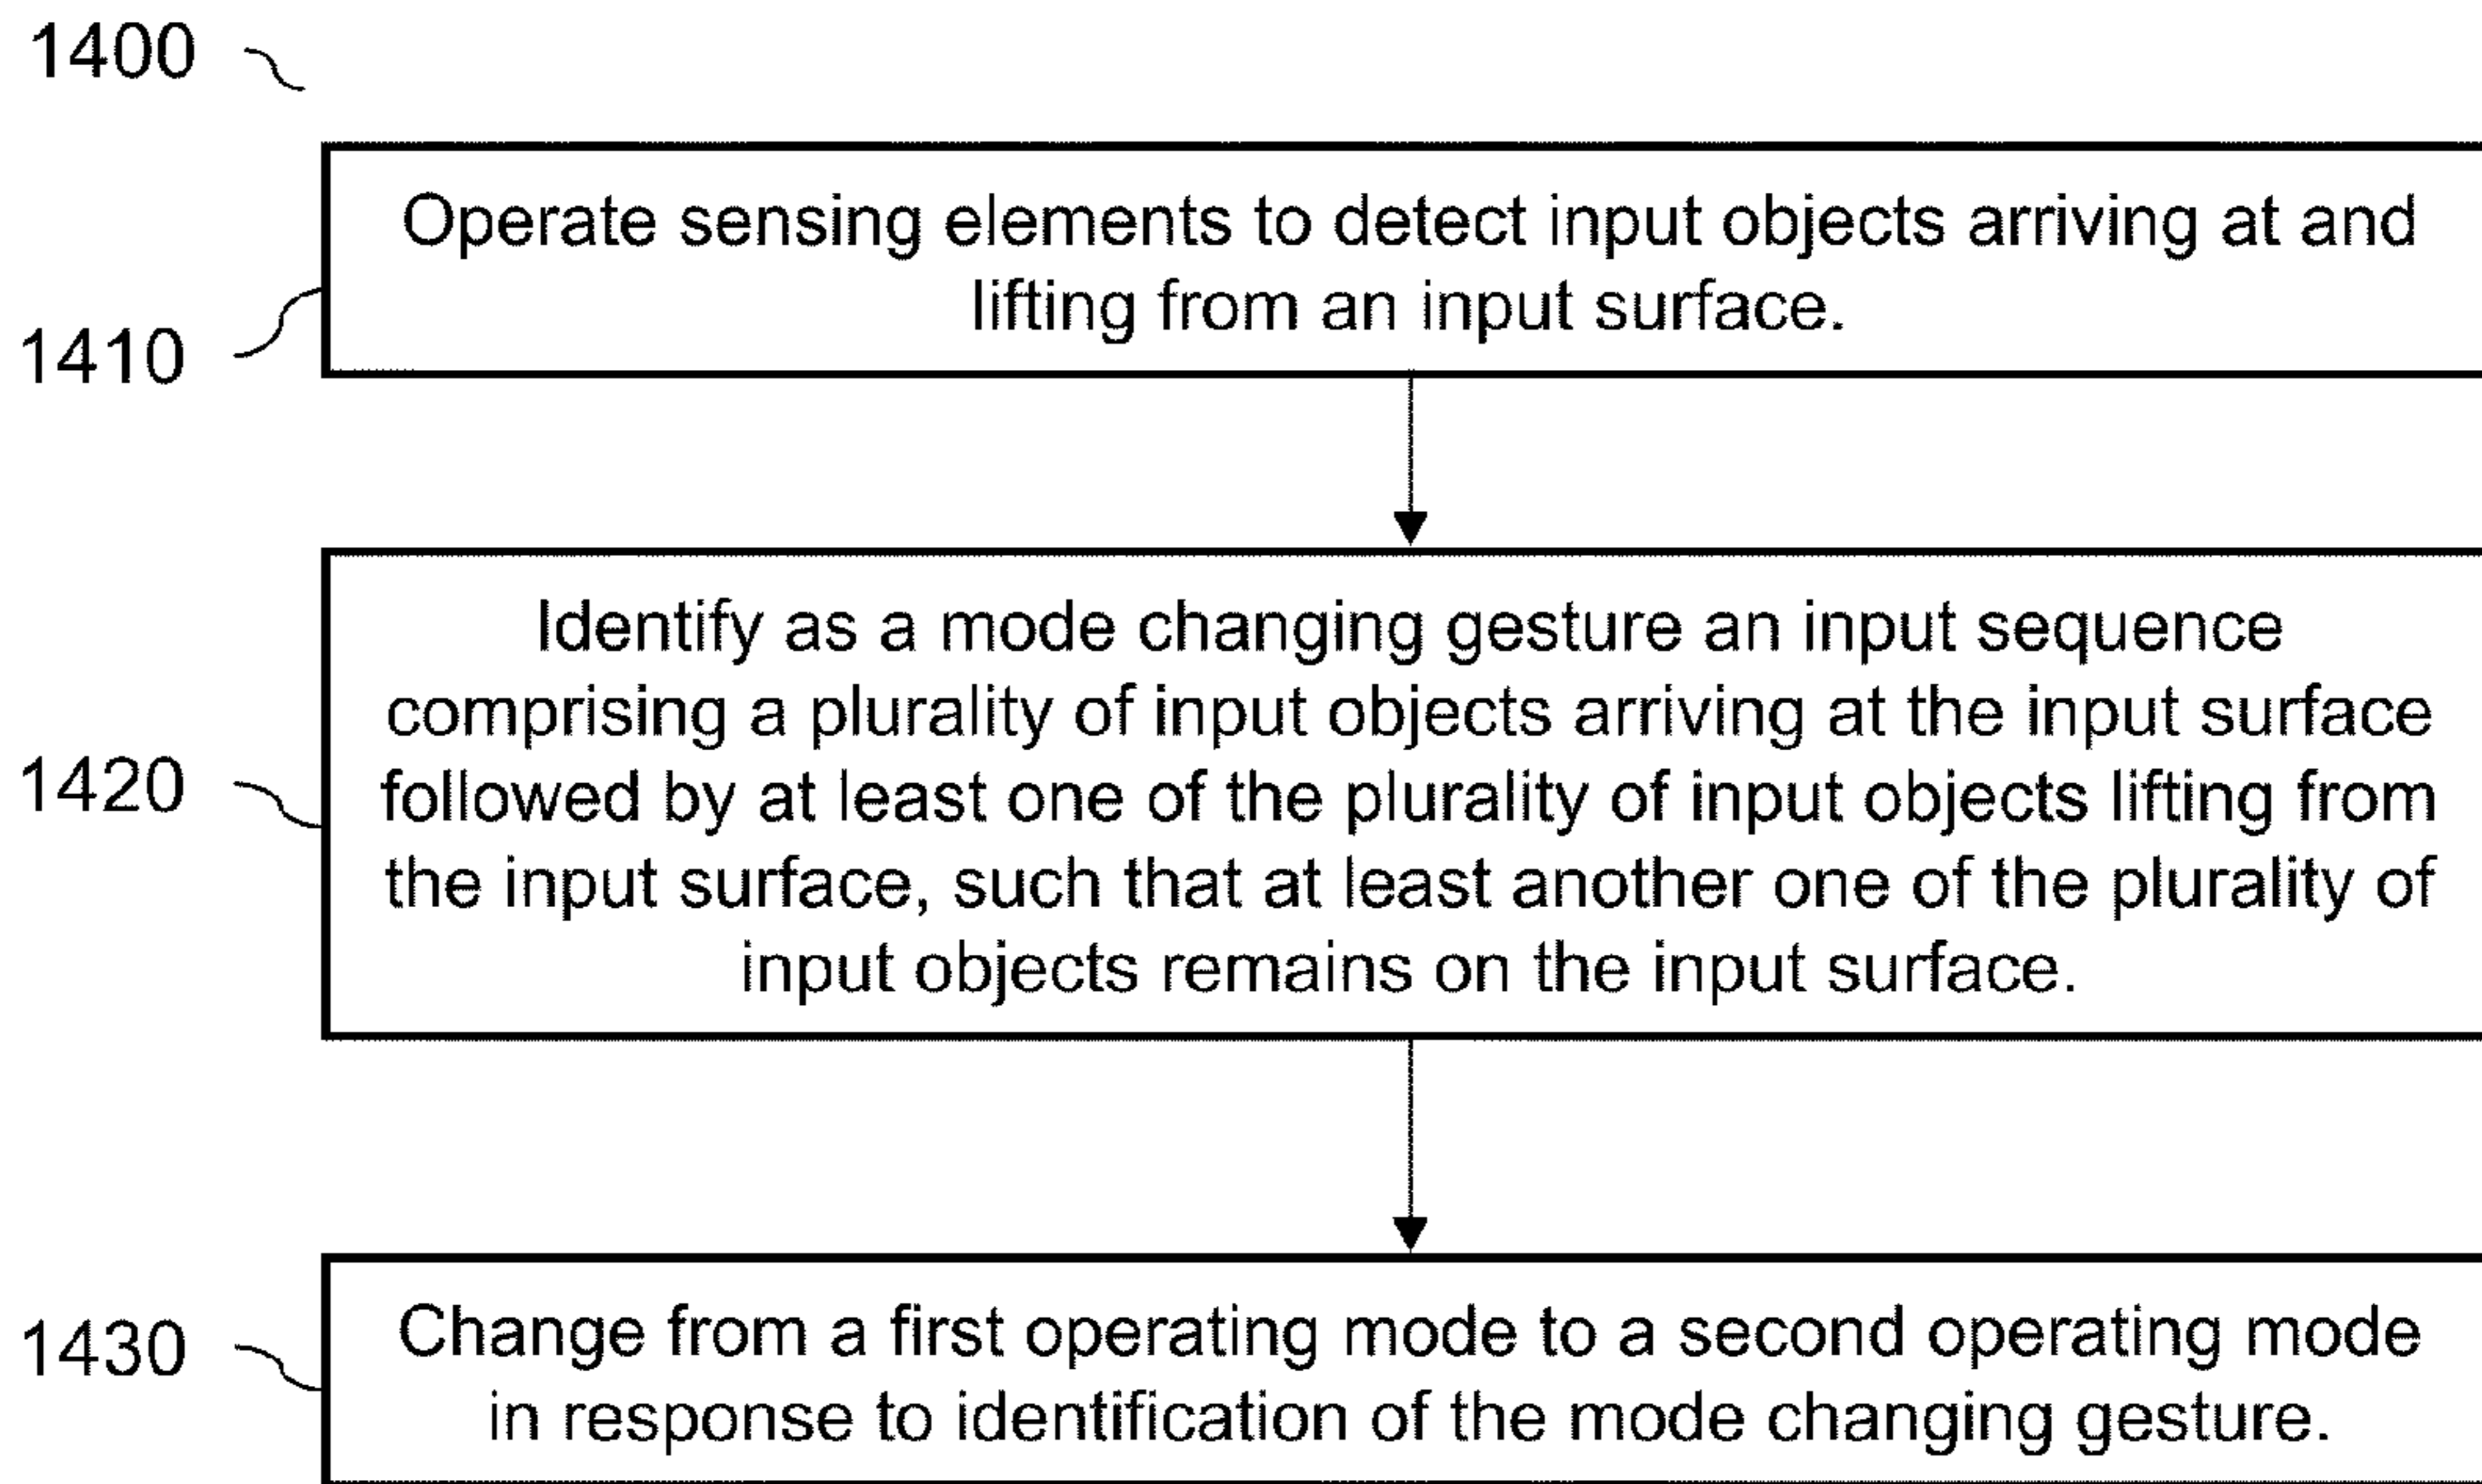 1400
Operate sensing elements to detect input objects arriving at and
lifting from an input surface.
1410
Identify as a mode changing gesture an input sequence
comprising a plurality of input objects arriving at the input surface
followed by at least one of the plurality of input objects lifting from
the input surface, such that at least another one of the plurality of
input objects remains on the input surface.
1420
Change from a first operating mode to a second operating mode
in response to identification of the mode changing gesture.
1430